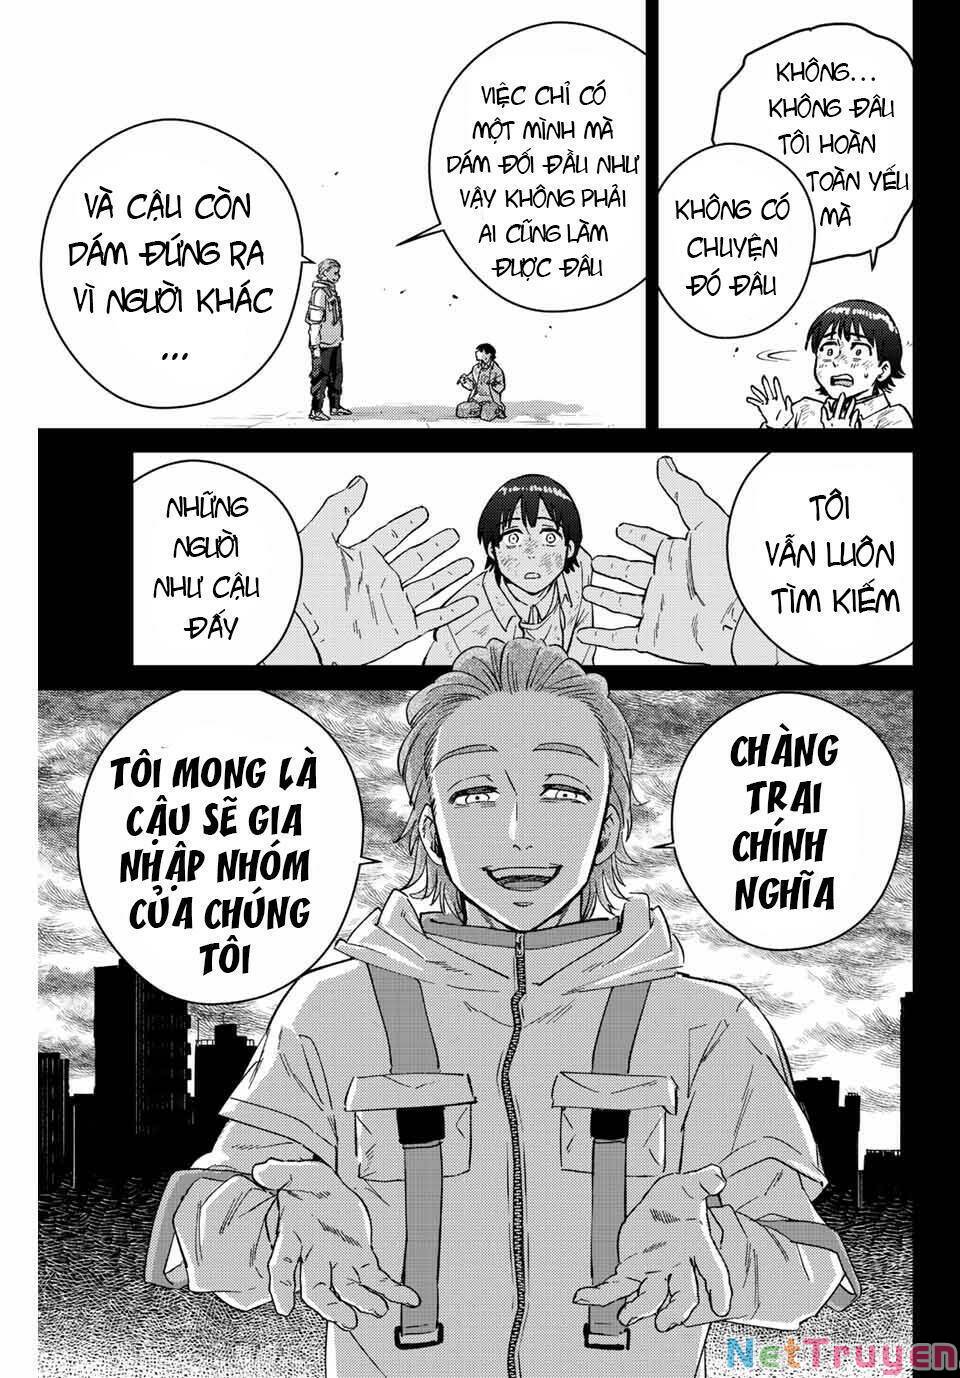 KHÔNG...
KHÔNG ĐÂU
TÔI HOÀN
TOÀN YẾU
MÀ
KHÔNG CÓ
CHUYỆN
ĐÓ ĐÂU
VIỆC CHỈ CÓ
MỘT MÌNH MÀ
DÁM ĐỐI ĐẦU NHƯ
VẬY KHÔNG PHẢI
AI CŨNG LÀM
ĐƯỢC ĐÂU
VÀ CẬU CÒN
DÁM ĐỨNG RA
VÌ NGƯỜI KHÁC
...
TÔI
VẪN LUÔN
TÌM KIẾM
NHỮNG
NGƯỜI
NHƯ CẬU
ĐẤY
CHÀNG
TRAI
CHÍNH
NGHĨA
TÔI MONG LÀ
CẬU SẼ GIA
NHẬP NHÓM
CỦA CHÚNG
TÔI
NetTruyen